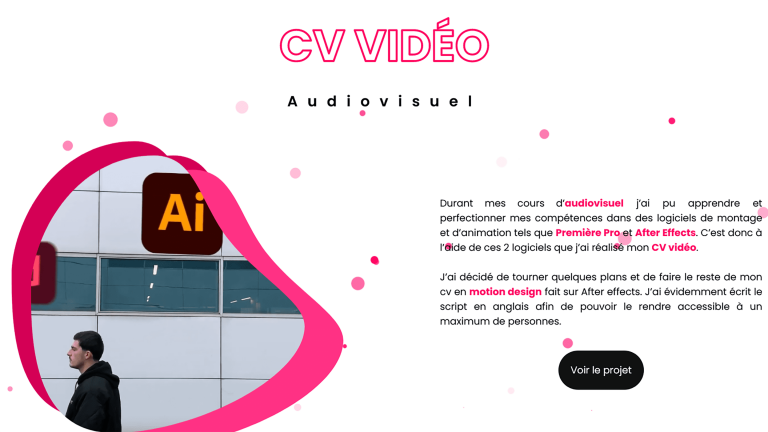 CV VIDÉO
Audiovisuel
Ai
Durant mes cours d'audiovisuel j'ai pu apprendre et
perfectionner mes compétences dans des logiciels de montage
et d'animation tels que Première Pro et After Effects. C'est donc à
l'aide de ces 2 logiciels que j'ai réalisé mon CV vidéo.
J'ai décidé de tourner quelques plans et de faire le reste de mon
cv en motion design fait sur After effects. J'ai évidemment écrit le
script en anglais afin de pouvoir le rendre accessible à un
maximum de personnes.
Voir le projet